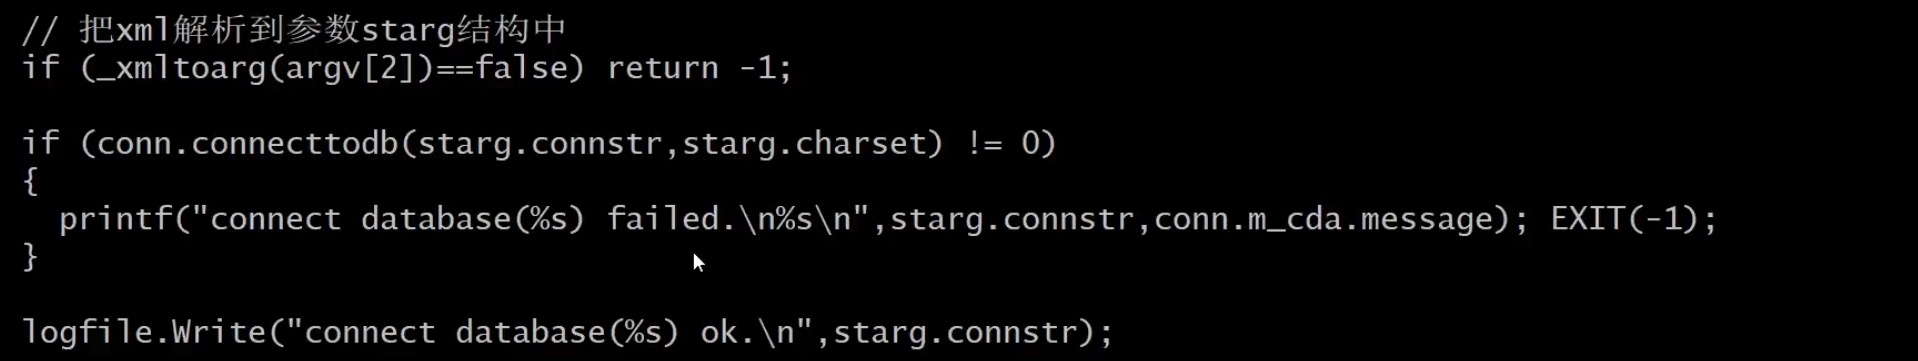 // 把xml解析到参数starg结构中
if (_xmltoarg(argv[2])==false) return -1;
if (conn.connecttodb(starg.connstr,starg.charset) != 0)
{
  printf("connect database(%s) failed.\n%s\n",starg.connstr,conn.m_cda.message); EXIT(-1);
}
logfile.Write("connect database(%s) ok.\n",starg.connstr);